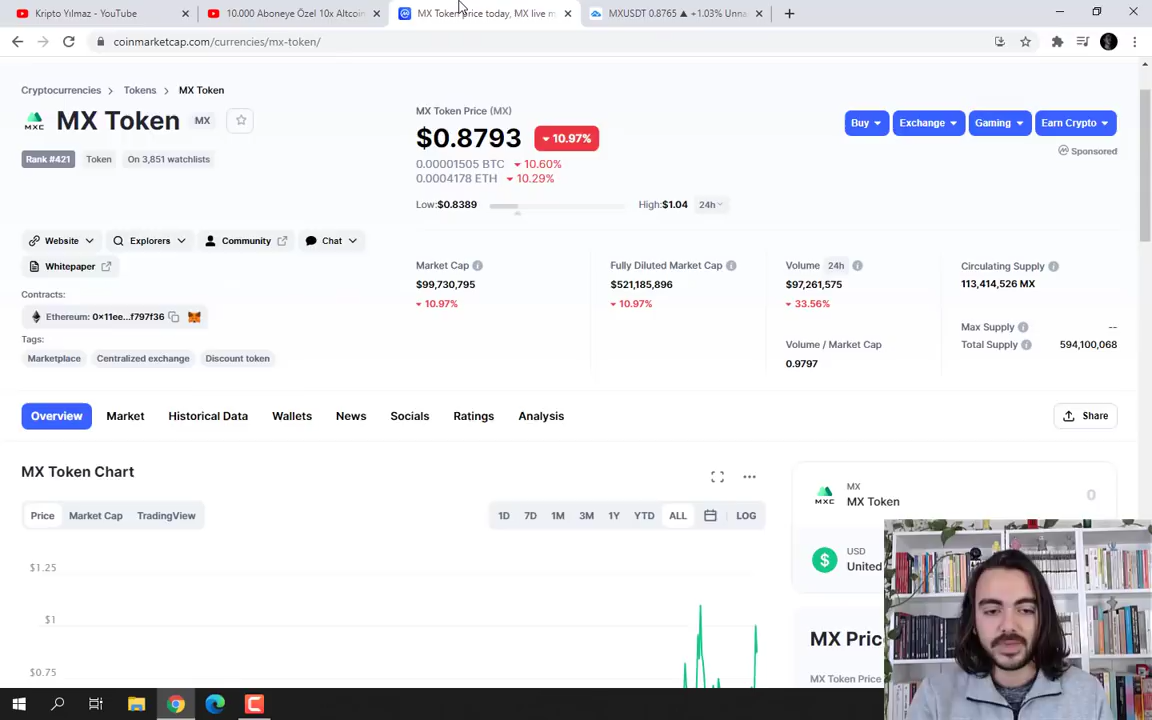 Kripto Yılmaz - YouTube
10.000 Aboneye Özel 10x Altcoin
MX Token price today, MX live m
MXUSDT 0.8765 ▲ +1.03% Unna
coinmarketcap.com/currencies/mx-token/
Cryptocurrencies > Tokens > MX Token
MXC
MX Token MX
Rank #421 Token On 3,851 watchlists
MX Token Price (MX)
$0.8793 10.97%
0.00001505 BTC 10.60%
0.0004178 ETH 10.29%
Low: $0.8389 High: $1.04 24h
Buy Exchange Gaming Earn Crypto
Sponsored
Website Explorers Community Chat
Whitepaper
Contracts:
Ethereum: 0x11ee...f797f36
Tags:
Marketplace Centralized exchange Discount token
Market Cap
$99,730,795
10.97%
Fully Diluted Market Cap
$521,185,896
10.97%
Volume 24h
$97,261,575
33.56%
Volume / Market Cap
0.9797
Circulating Supply
113,414,526 MX
Max Supply --
Total Supply 594,100,068
Overview Market Historical Data Wallets News Socials Ratings Analysis
Share
MX Token Chart
Price Market Cap TradingView
1D 7D 1M 3M 1Y YTD ALL LOG
$1.25
$1
$0.75
MXC
MX
MX Token
0
USD
United
MX Pric
MX Token Price